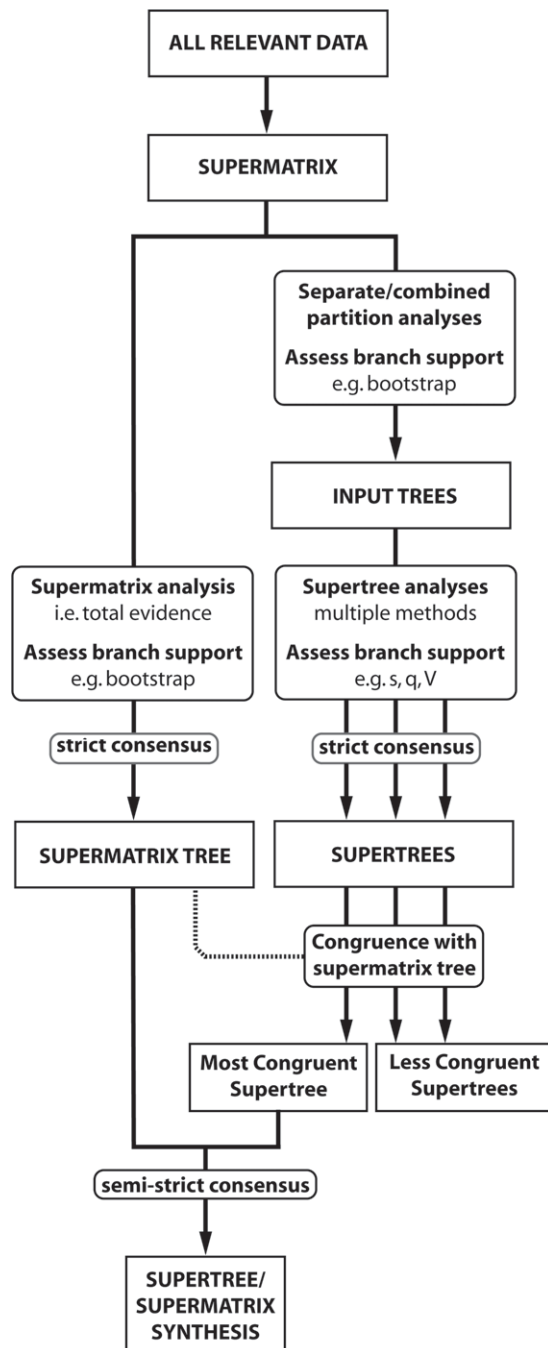 ALL RELEVANT DATA
SUPERMATRIX
Separate/combined
partition analyses
Assess branch support
e.g. bootstrap
INPUT TREES
Supermatrix analysis
i.e. total evidence
Assess branch support
e.g. bootstrap
Supertree analyses
multiple methods
Assess branch support
e.g. s, q, V
strict consensus
strict consensus
SUPERMATRIX TREE
SUPERTREES
Congruence with
supermatrix tree
Most Congruent
Supertree
Less Congruent
Supertrees
semi-strict consensus
SUPERTREE/
SUPERMATRIX
SYNTHESIS